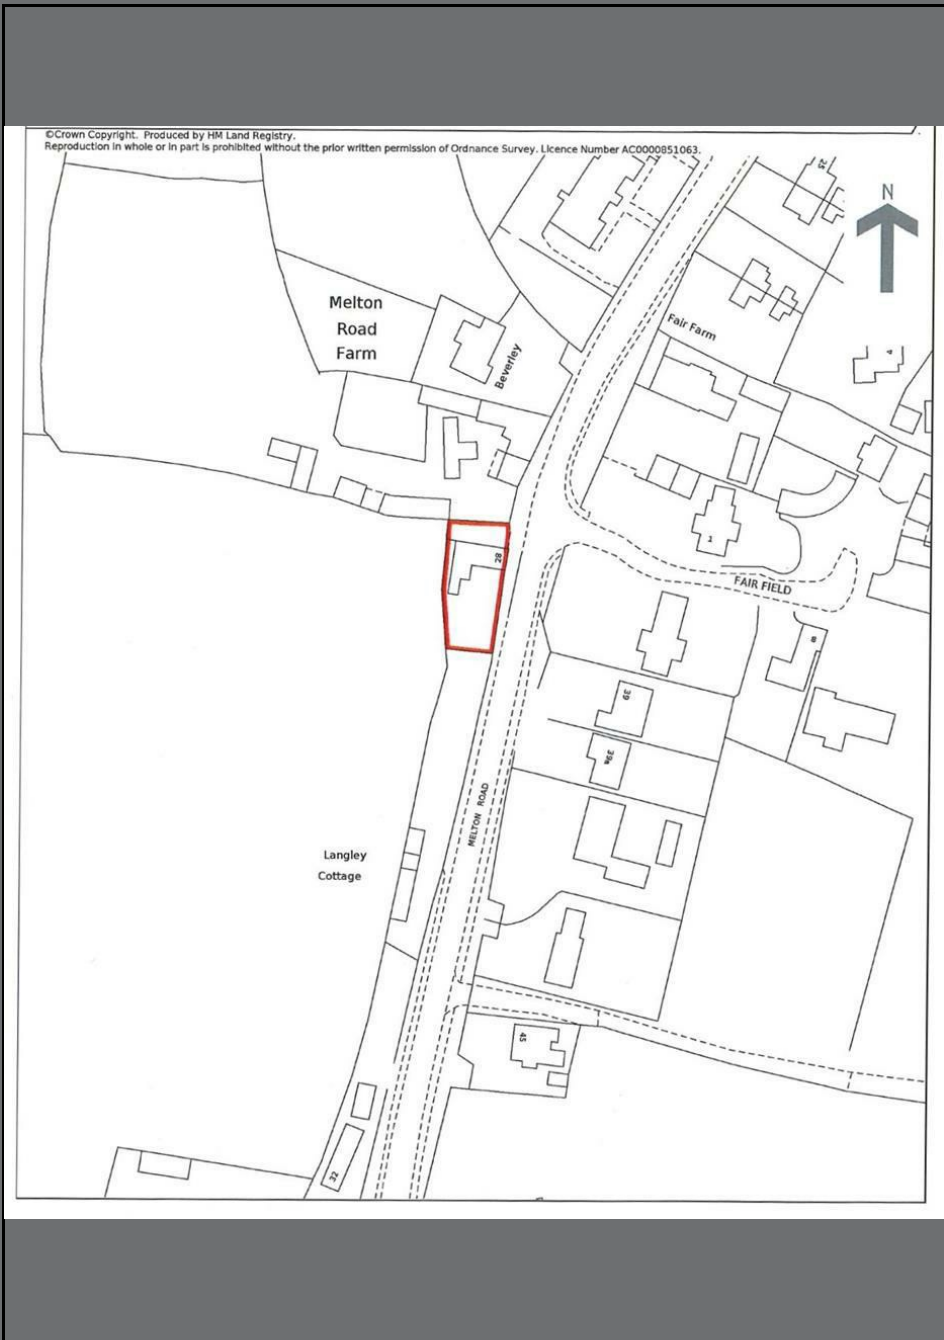 ©Crown Copyright. Produced by HM Land Registry.
Reproduction in whole or in part is prohibited without the prior written permission of Ordnance Survey. Licence Number AC0000851063.
25
N
Melton
Road
Farm
Fair Farm
Beverley
4
28
1
FAIR FIELD
8
39
39a
MELTON ROAD
Langley
Cottage
45
32